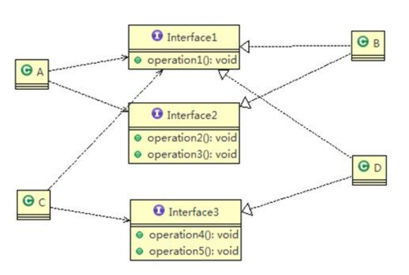 I Interface1
operation1(): void
C A
C B
I Interface2
operation2(): void
operation3(): void
C C
C D
I Interface3
operation4(): void
operation5(): void